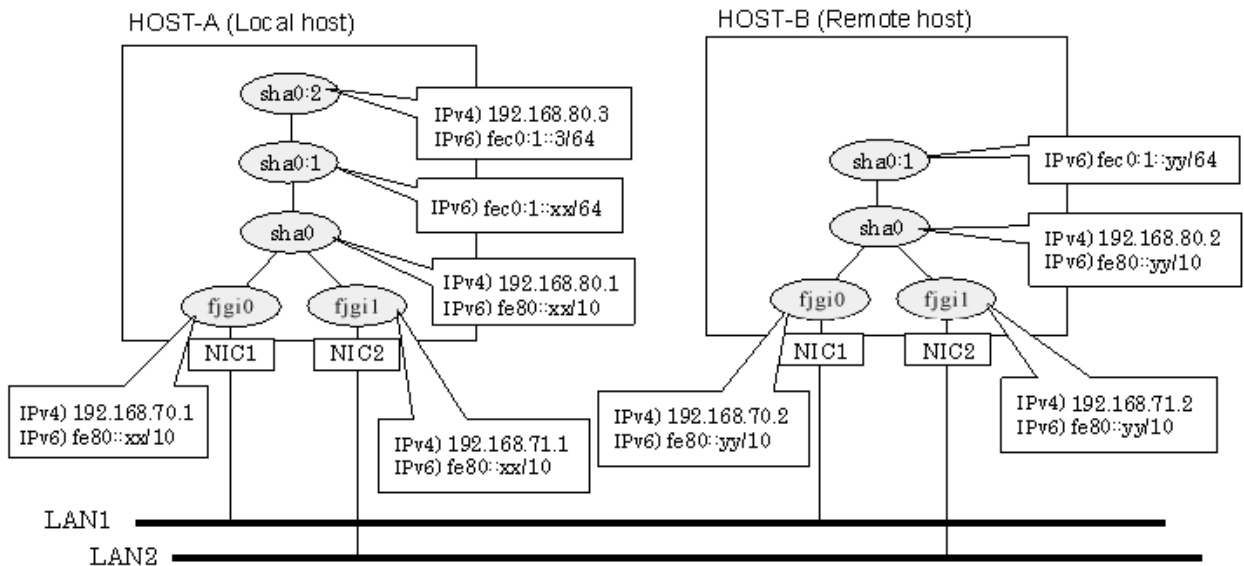 HOST-A (Local host)
sha0:2
IPv4) 192.168.80.3
IPv6) fec0:1::3/64
sha0:1
IPv6) fec0:1::xx/64
sha0
IPv4) 192.168.80.1
IPv6) fe80::xx/10
fjgi0
fjgi1
NIC1
NIC2
IPv4) 192.168.70.1
IPv6) fe80::xx/10
IPv4) 192.168.71.1
IPv6) fe80::xx/10
HOST-B (Remote host)
sha0:1
IPv6) fec0:1::yy/64
sha0
IPv4) 192.168.80.2
IPv6) fe80::yy/10
fjgi0
fjgi1
NIC1
NIC2
IPv4) 192.168.70.2
IPv6) fe80::yy/10
IPv4) 192.168.71.2
IPv6) fe80::yy/10
LAN1
LAN2